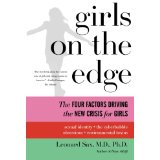 girls
on the
edge
The FOUR FACTORS DRIVING
the NEW CRISIS FOR GIRLS
sexual identity • the cyberbubble
obsessions • environmental toxins
Leonard Sax, M.D., Ph.D.